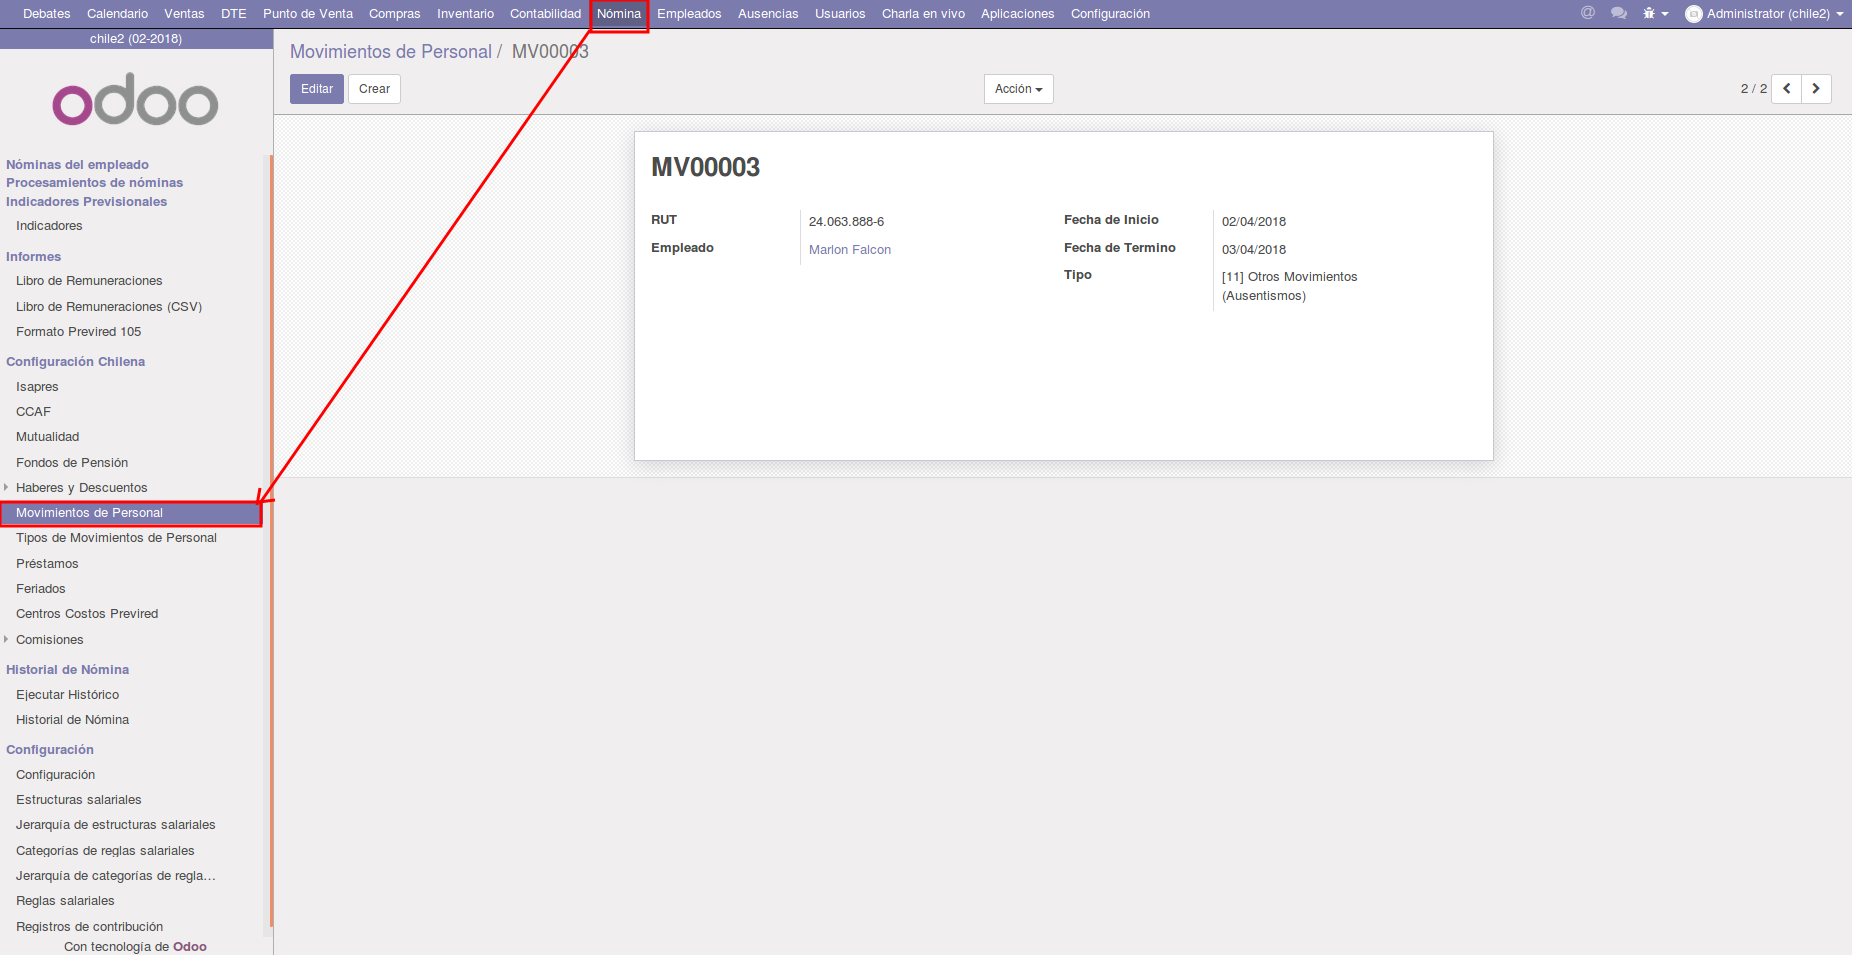 Debates Calendario Ventas DTE Punto de Venta Compras Inventario Contabilidad Nómina Empleados Ausencias Usuarios Charla en vivo Aplicaciones Configuración @ Administrator (chile2)
chile2 (02-2018)
odoo
Nóminas del empleado
Procesamientos de nóminas
Indicadores Previsionales
Indicadores
Informes
Libro de Remuneraciones
Libro de Remuneraciones (CSV)
Formato Previred 105
Configuración Chilena
Isapres
CCAF
Mutualidad
Fondos de Pensión
Haberes y Descuentos
Movimientos de Personal
Tipos de Movimientos de Personal
Préstamos
Feriados
Centros Costos Previred
Comisiones
Historial de Nómina
Ejecutar Histórico
Historial de Nómina
Configuración
Configuración
Estructuras salariales
Jerarquía de estructuras salariales
Categorías de reglas salariales
Jerarquía de categorías de regla…
Reglas salariales
Registros de contribución
Con tecnología de Odoo
Movimientos de Personal / MV00003
Editar Crear Acción 2 / 2
MV00003
RUT 24.063.888-6
Empleado Marlon Falcon
Fecha de Inicio 02/04/2018
Fecha de Termino 03/04/2018
Tipo [11] Otros Movimientos
(Ausentismos)